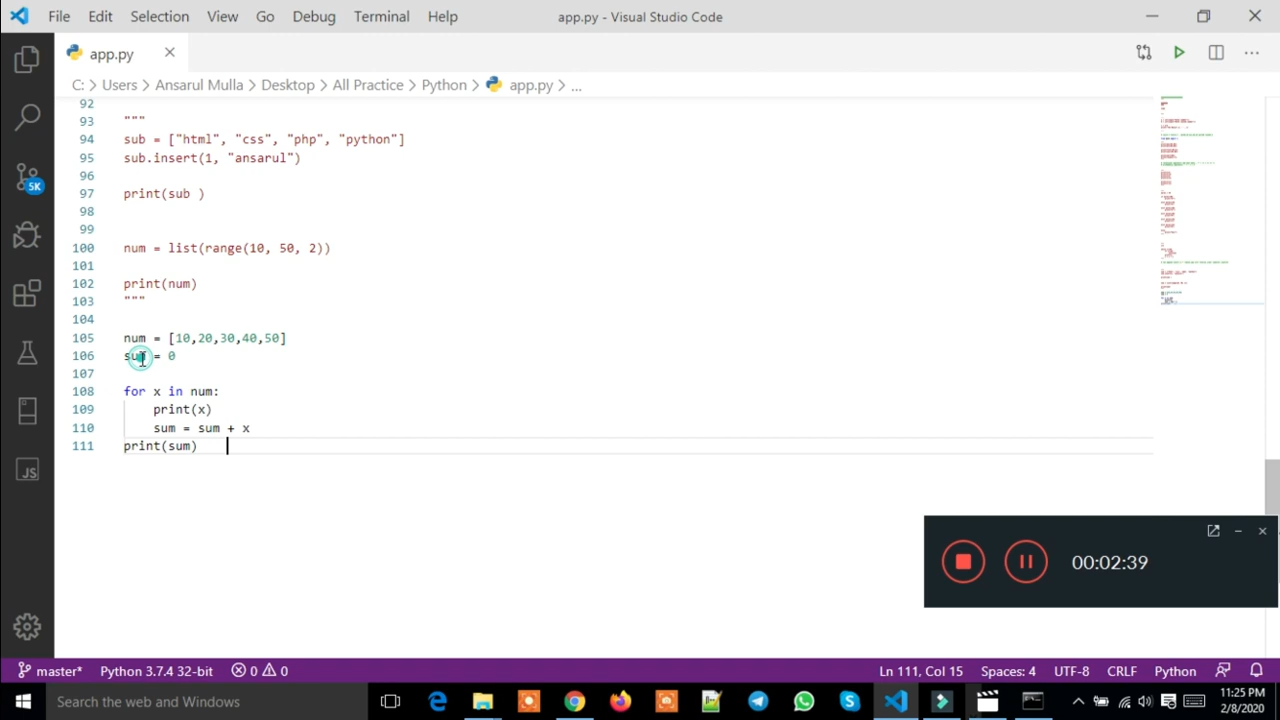 File Edit Selection View Go Debug Terminal Help app.py - Visual Studio Code
app.py
C: > Users > Ansarul Mulla > Desktop > All Practice > Python > app.py > ...
92
93 """
94 sub = ["html", "css", "php", "python"]
95 sub.insert(1, "ansarul")
96
97 print(sub )
98
99
100 num = list(range(10, 50, 2))
101
102 print(num)
103 """
104
105 num = [10,20,30,40,50]
106 sum = 0
107
108 for x in num:
109 print(x)
110 sum = sum + x
111 print(sum)
5K
JS
00:02:39
master* Python 3.7.4 32-bit 0 0 Ln 111, Col 15 Spaces: 4 UTF-8 CRLF Python
Search the web and Windows
11:25 PM
2/8/2020